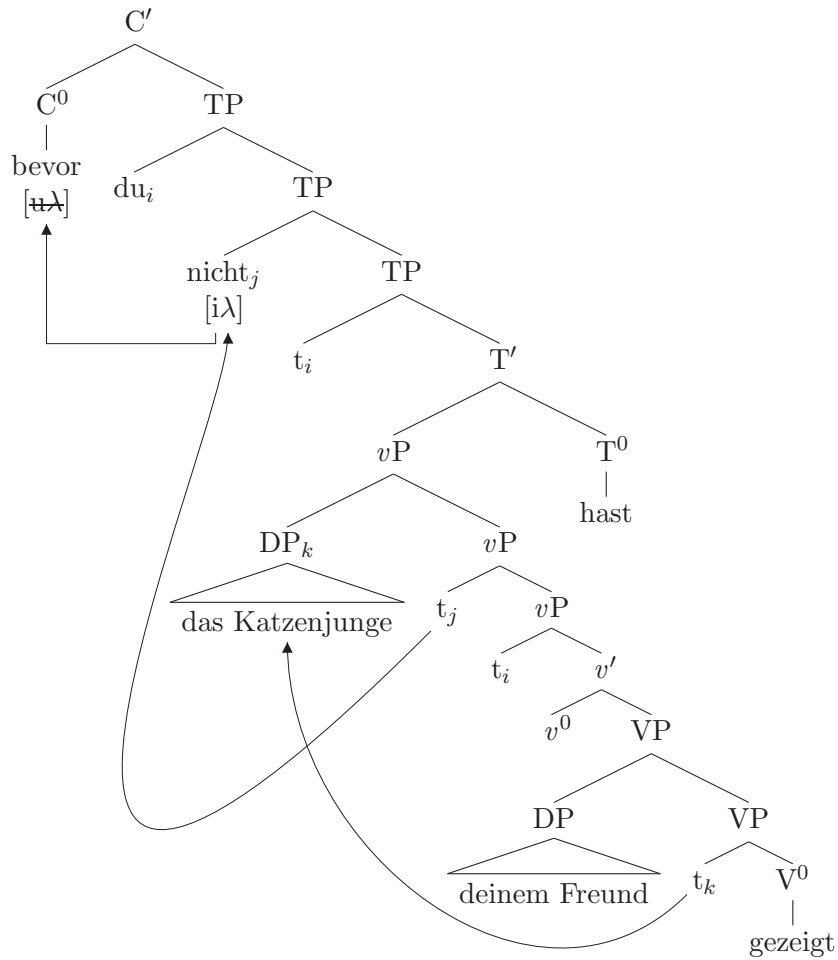 C′
C⁰ TP
bevor
[u̶λ̶]
du_i TP
nicht_j
[iλ]
TP
t_i T′
vP T⁰
hast
DP_k vP
das Katzenjunge
t_j vP
t_i v′
v⁰ VP
DP VP
deinem Freund
t_k V⁰
gezeigt